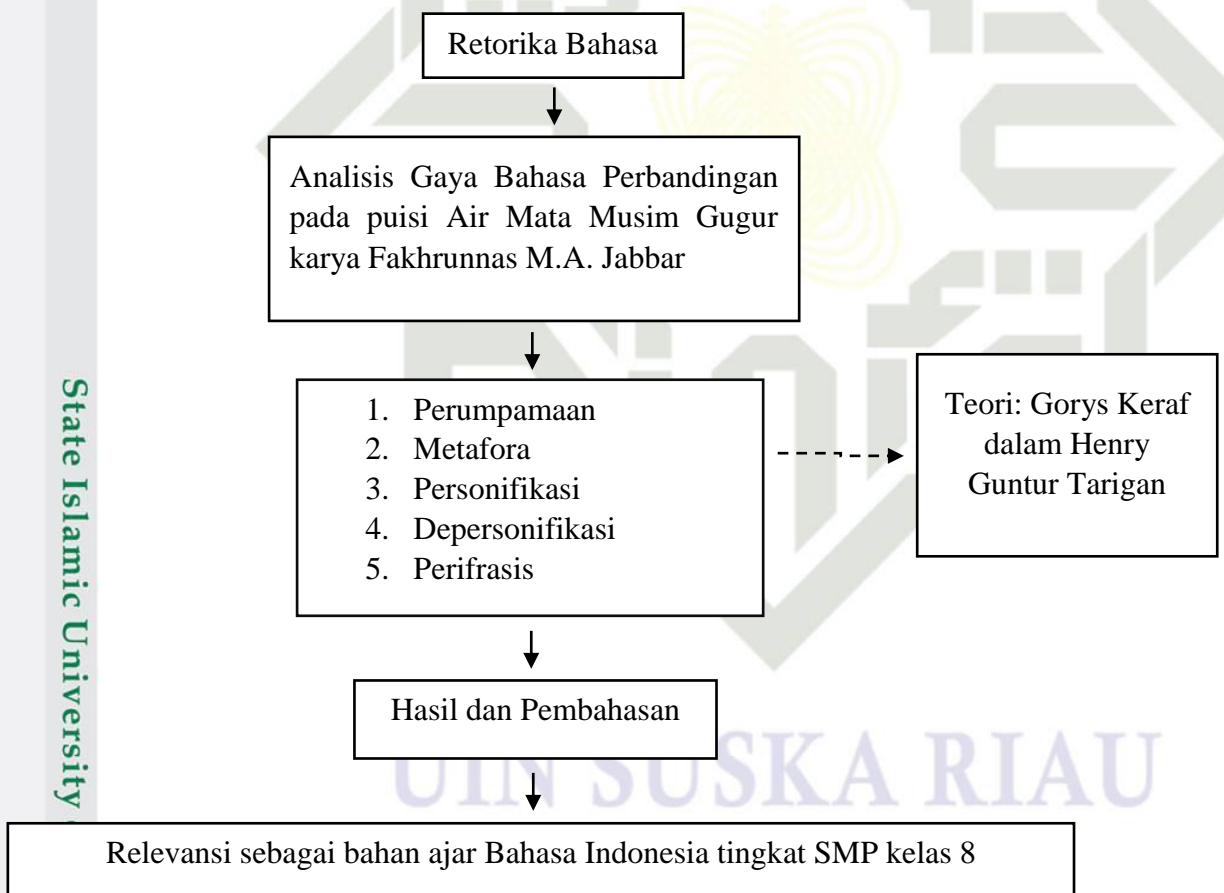 Retorika Bahasa
Analisis Gaya Bahasa Perbandingan
pada puisi Air Mata Musim Gugur
karya Fakhrunnas M.A. Jabbar
1. Perumpamaan
2. Metafora
3. Personifikasi
4. Depersonifikasi
5. Perifrasis
Teori: Gorys Keraf
dalam Henry
Guntur Tarigan
Hasil dan Pembahasan
UIN SUSKA RIAU
Relevansi sebagai bahan ajar Bahasa Indonesia tingkat SMP kelas 8
State Islamic University